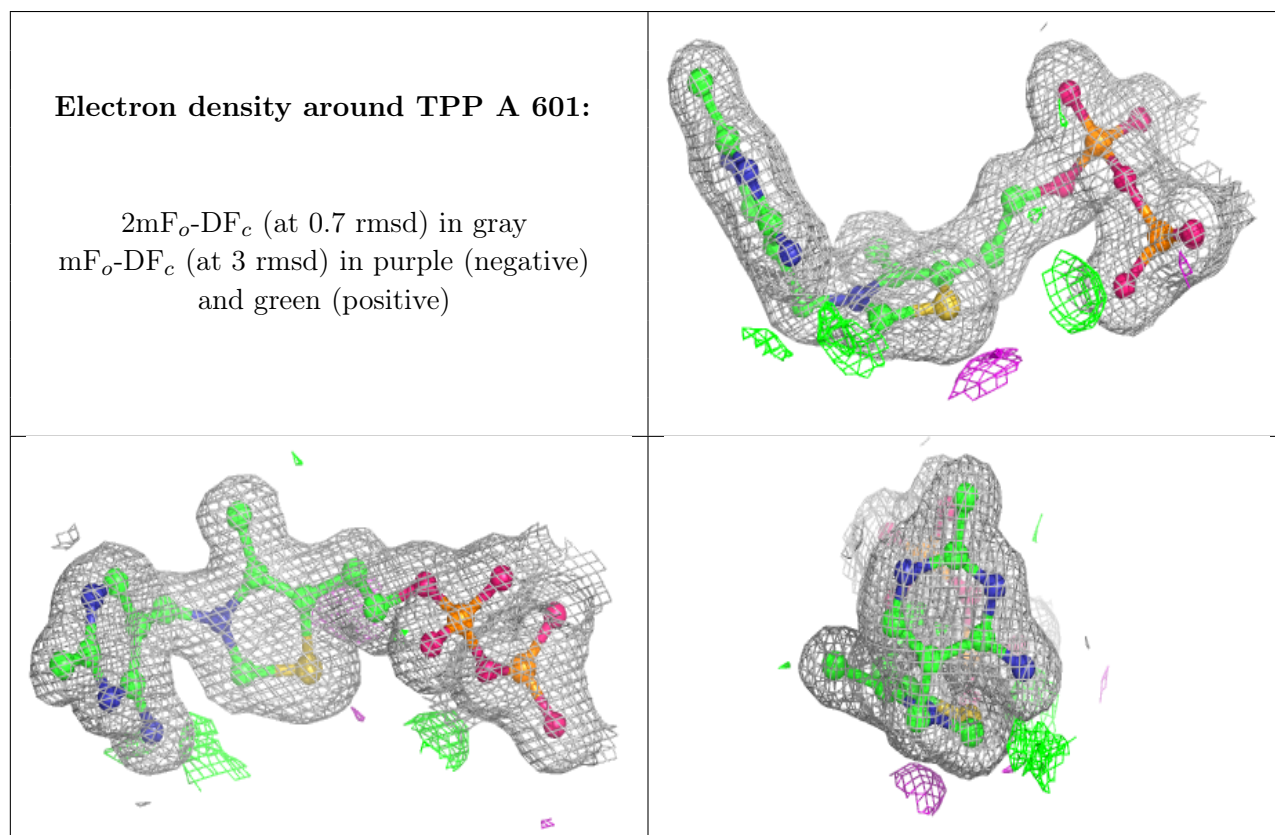 Electron density around TPP A 601:
2mFo-DFc (at 0.7 rmsd) in gray
mFo-DFc (at 3 rmsd) in purple (negative)
and green (positive)